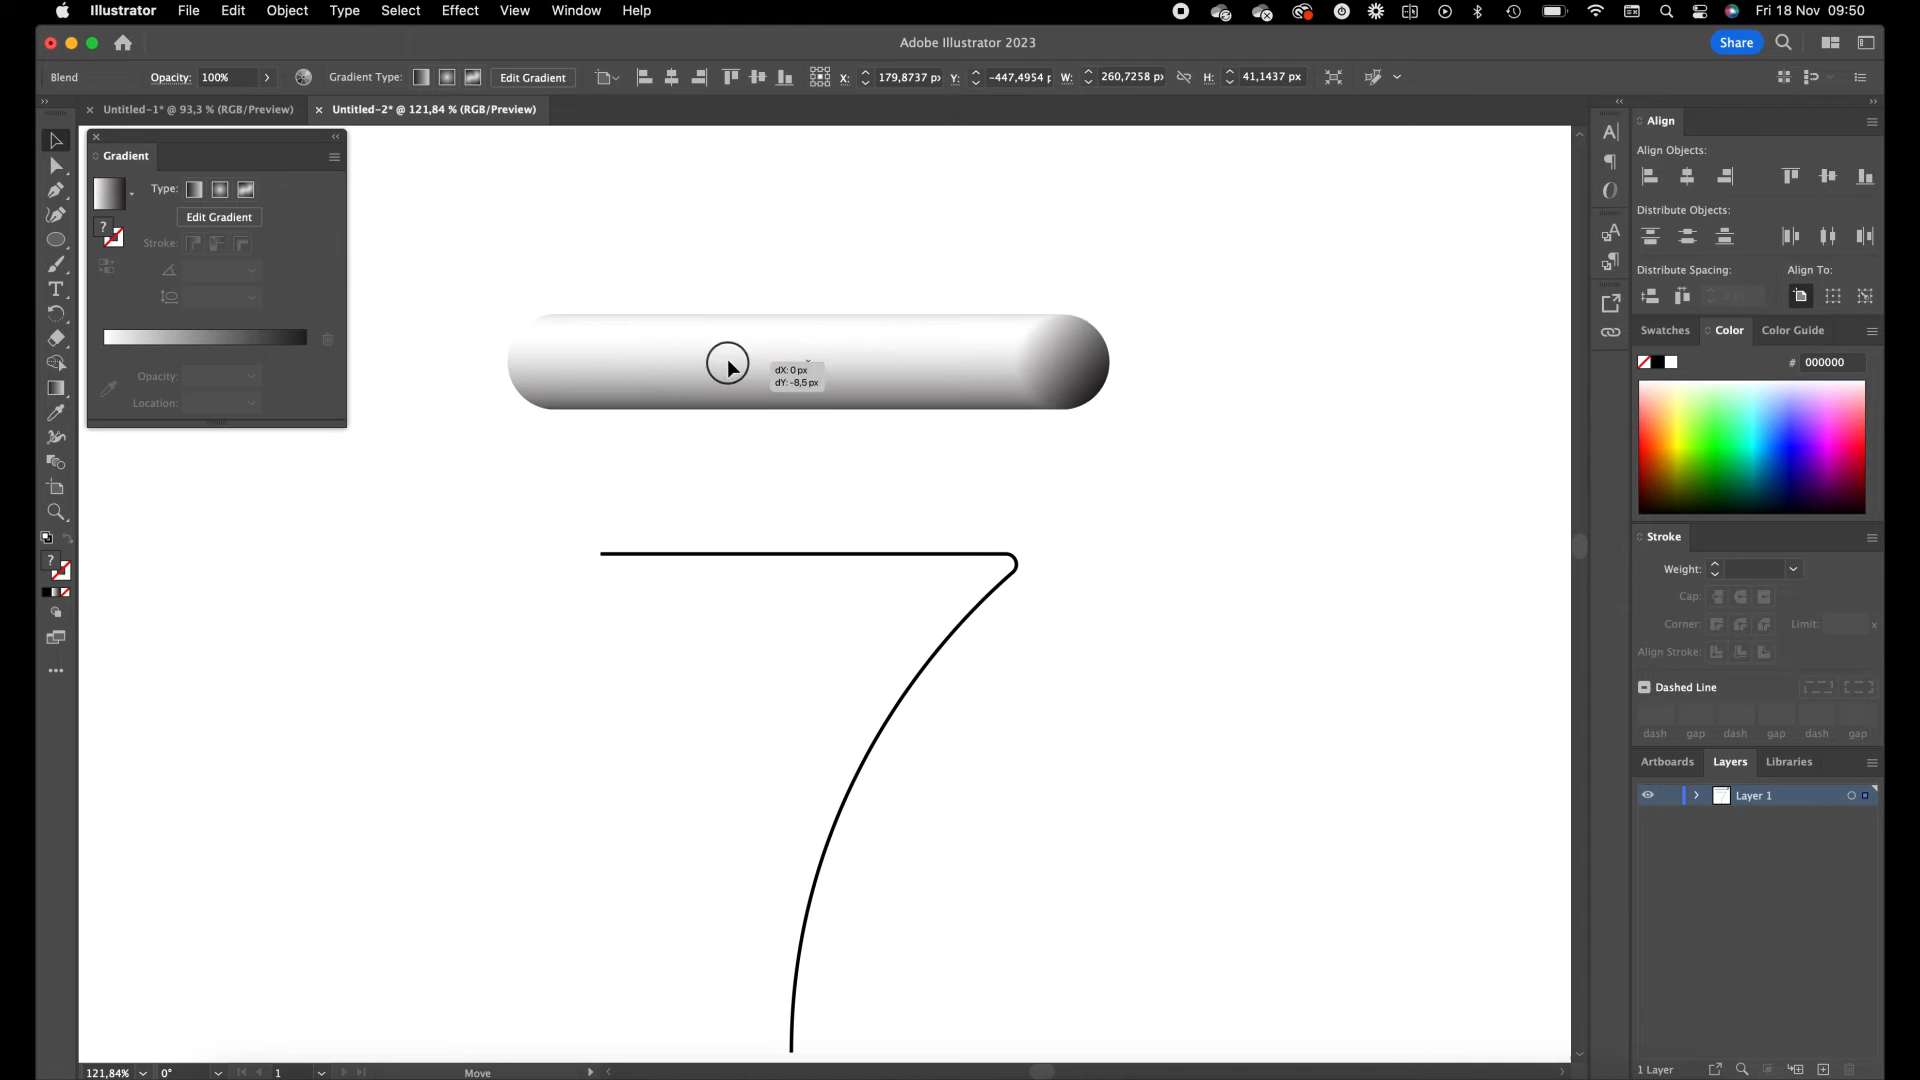 Illustrator File Edit Object Type Select Effect View Window Help Fri 18 Nov 09:50
Adobe Illustrator 2023 Share
Blend Opacity: 100% Gradient Type: Edit Gradient X: 179,8737 px Y: -447,4954 p W: 260,7258 px H: 41,1437 px
Untitled-1* @ 93,3 % (RGB/Preview) Untitled-2* @ 121,84 % (RGB/Preview)
Gradient
Type:
Edit Gradient
Stroke:
Opacity:
Location:
dX: 0 px
dY: -8,5 px
Align
Align Objects:
Distribute Objects:
Distribute Spacing: Align To:
Swatches Color Color Guide
# 000000
Stroke
Weight:
Cap:
Corner: Limit: x
Align Stroke:
Dashed Line
dash gap dash gap dash gap
Artboards Layers Libraries
Layer 1
1 Layer
121,84% 0° 1 Move